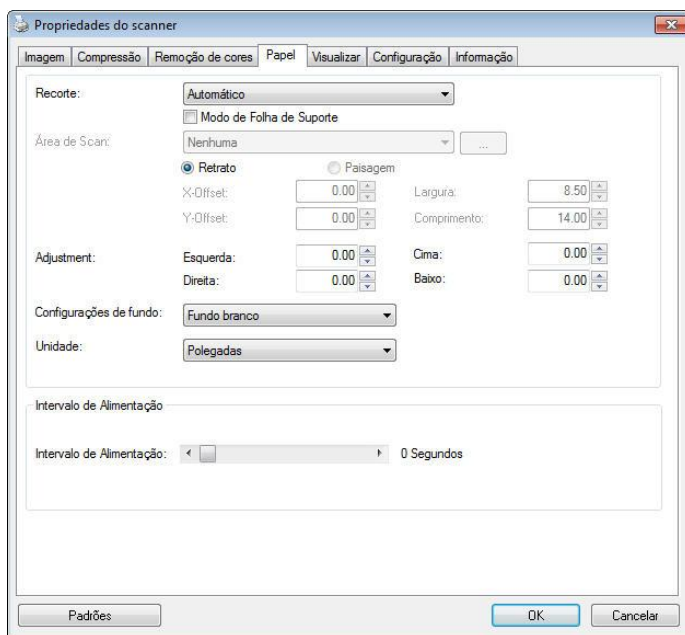 Propriedades do scanner
Imagem Compressão Remoção de cores Papel Visualizar Configuração Informação
Recorte: Automático
Modo de Folha de Suporte
Área de Scan: Nenhuma ...
Retrato Paisagem
X-Offset: 0.00 Largura: 8.50
Y-Offset: 0.00 Comprimento: 14.00
Adjustment: Esquerda: 0.00 Cima: 0.00
Direita: 0.00 Baixo: 0.00
Configurações de fundo: Fundo branco
Unidade: Polegadas
Intervalo de Alimentação
Intervalo de Alimentação: 0 Segundos
Padrões OK Cancelar